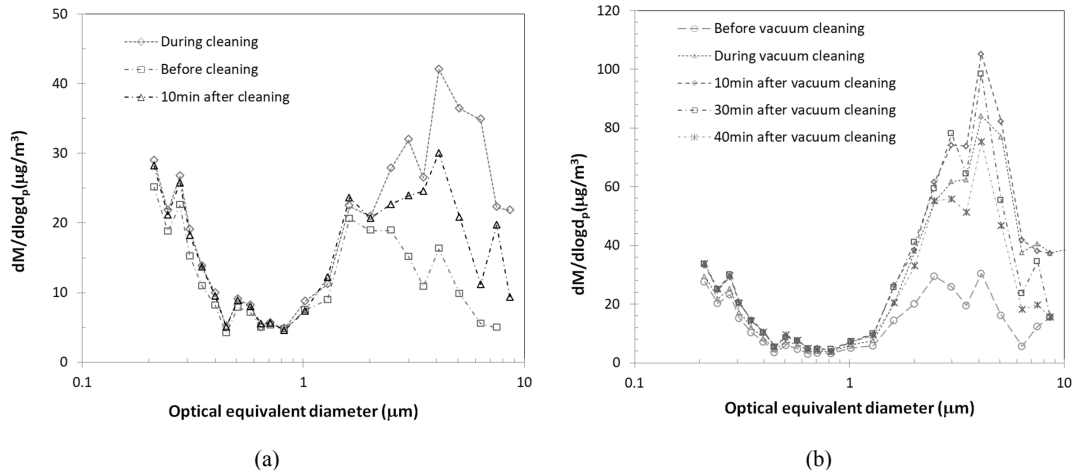 50
40
30
20
10
0
0.1
1
10
dM/dlogdp(µg/m³)
During cleaning
Before cleaning
10min after cleaning
Optical equivalent diameter (µm)
(a)
120
100
80
60
40
20
0
0.1
1
10
dM/dlogdp(µg/m³)
Before vacuum cleaning
During vacuum cleaning
10min after vacuum cleaning
30min after vacuum cleaning
40min after vacuum cleaning
Optical equivalent diameter (µm)
(b)